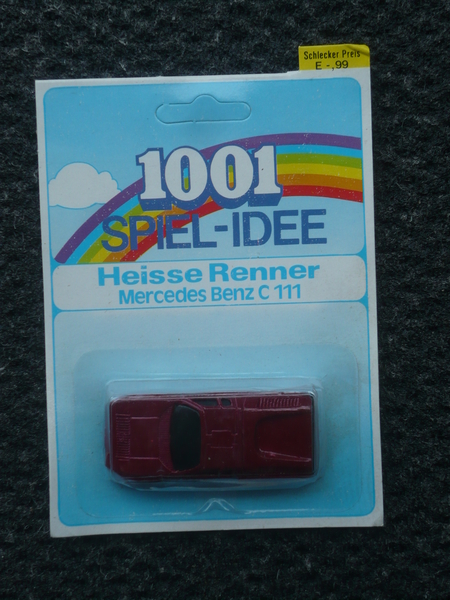 Schlecker Preis
E -,99
1001
SPIEL-IDEE
Heisse Renner
Mercedes Benz C 111